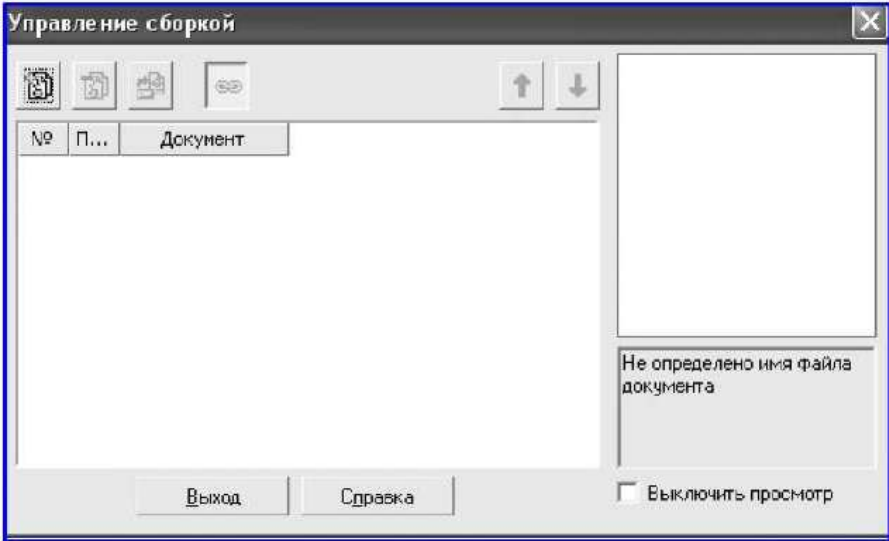 Управление сборкой
№ П... Документ
Не определено имя файла
документа
Выход Справка Выключить просмотр